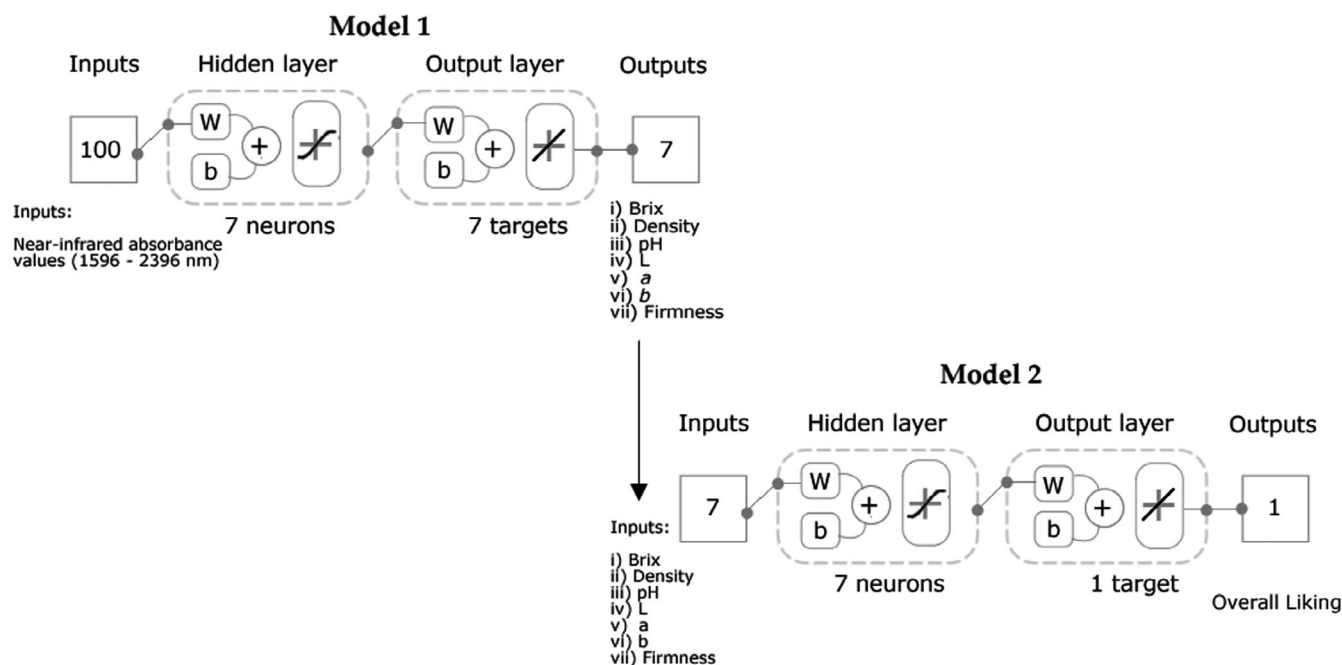 Model 1
Inputs
Hidden layer
Output layer
Outputs
100
W
b
+
W
b
+
7
7 neurons
7 targets
Inputs:
Near-infrared absorbance
values (1596 - 2396 nm)
i) Brix
ii) Density
iii) pH
iv) L
v) a
vi) b
vii) Firmness
Model 2
Inputs
Hidden layer
Output layer
Outputs
7
W
b
+
W
b
+
1
7 neurons
1 target
Overall Liking
Inputs:
i) Brix
ii) Density
iii) pH
iv) L
v) a
vi) b
vii) Firmness